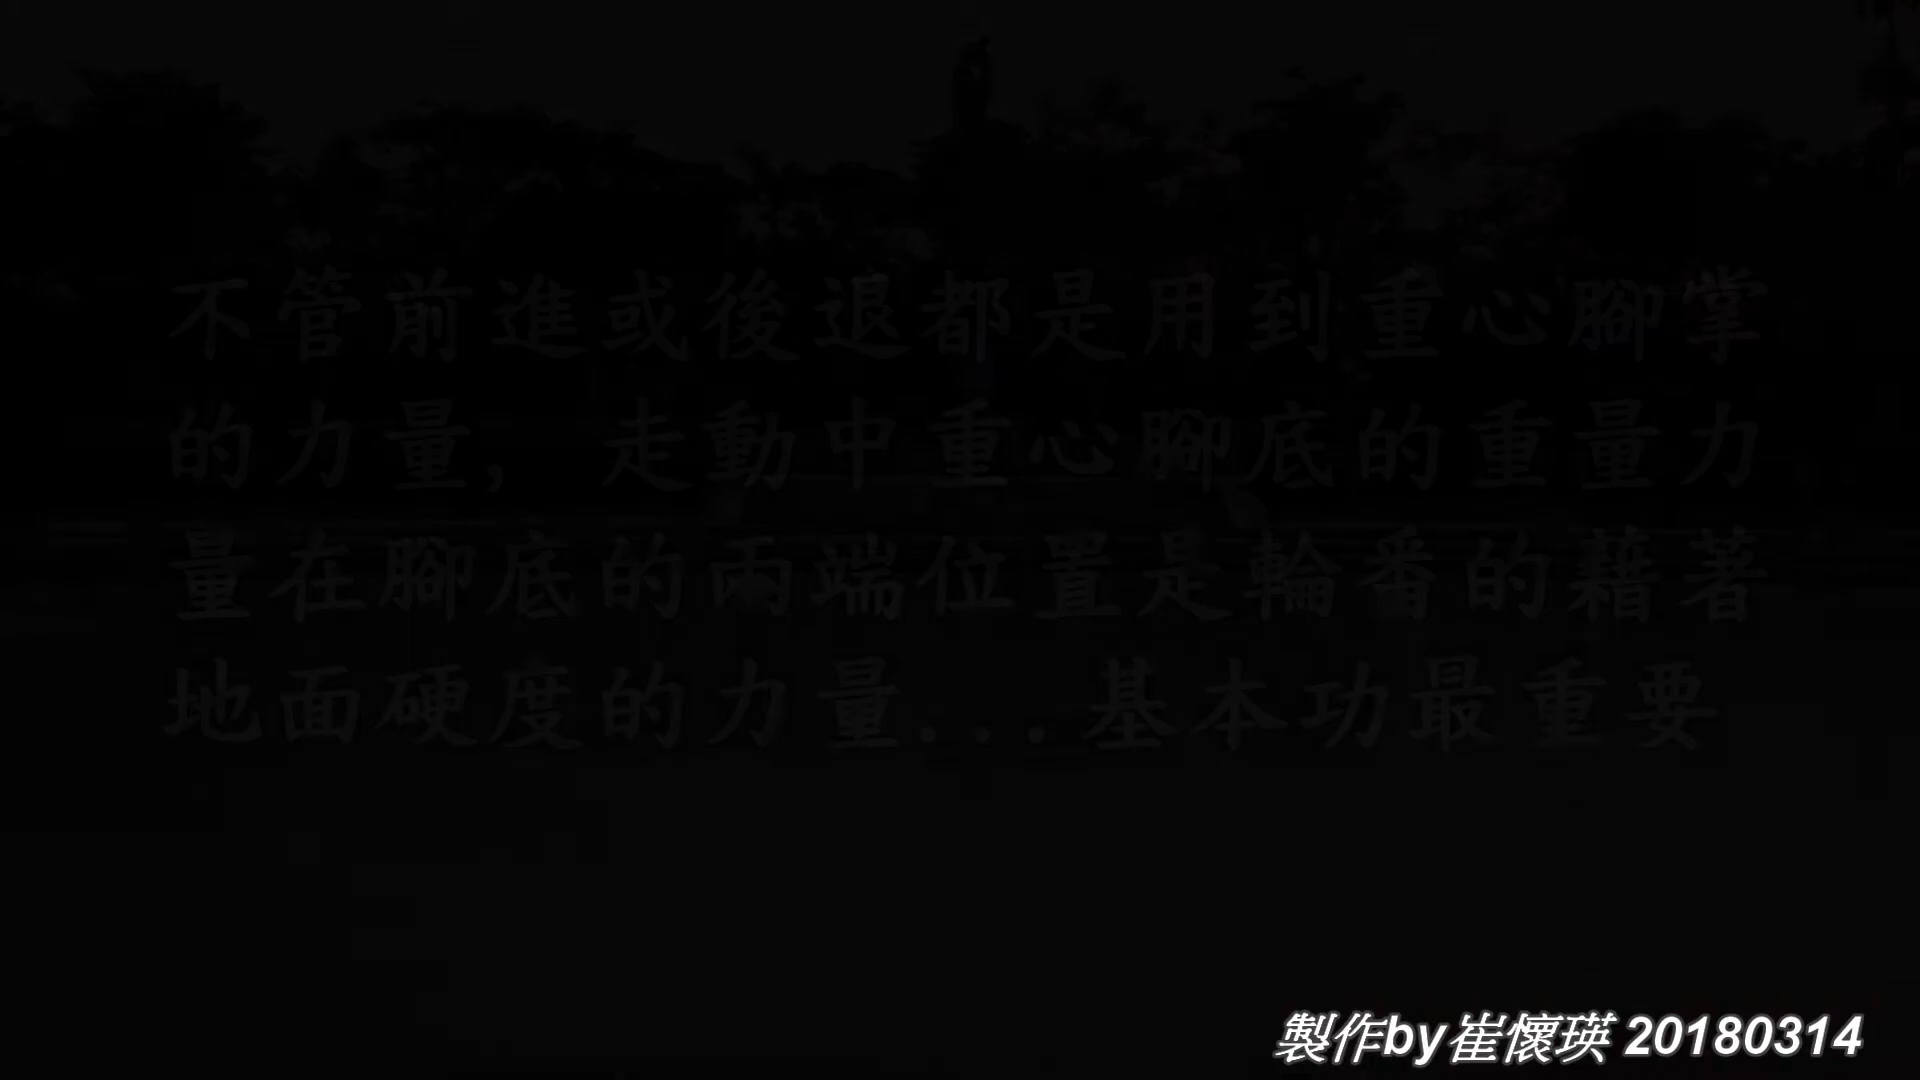 不管前進或後退都是用到重心腳掌
的力量, 走動中重心腳底的重量力
量在腳底的兩端位置是輪番的藉著
地面硬度的力量...基本功最重要
製作by崔懷瑛 20180314